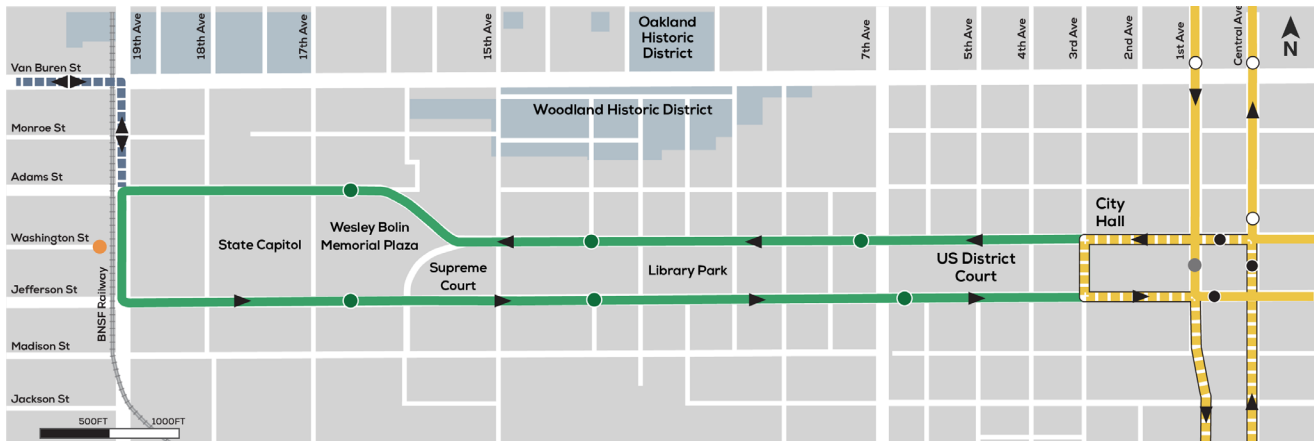 19th Ave
18th Ave
17th Ave
15th Ave
Oakland
Historic
District
7th Ave
5th Ave
4th Ave
3rd Ave
2nd Ave
1st Ave
Central Ave
N
Van Buren St
Woodland Historic District
Monroe St
Adams St
Washington St
State Capitol
Wesley Bolin
Memorial Plaza
City
Hall
Supreme
Court
Library Park
US District
Court
Jefferson St
BNSF Railway
Madison St
Jackson St
500FT
1000FT